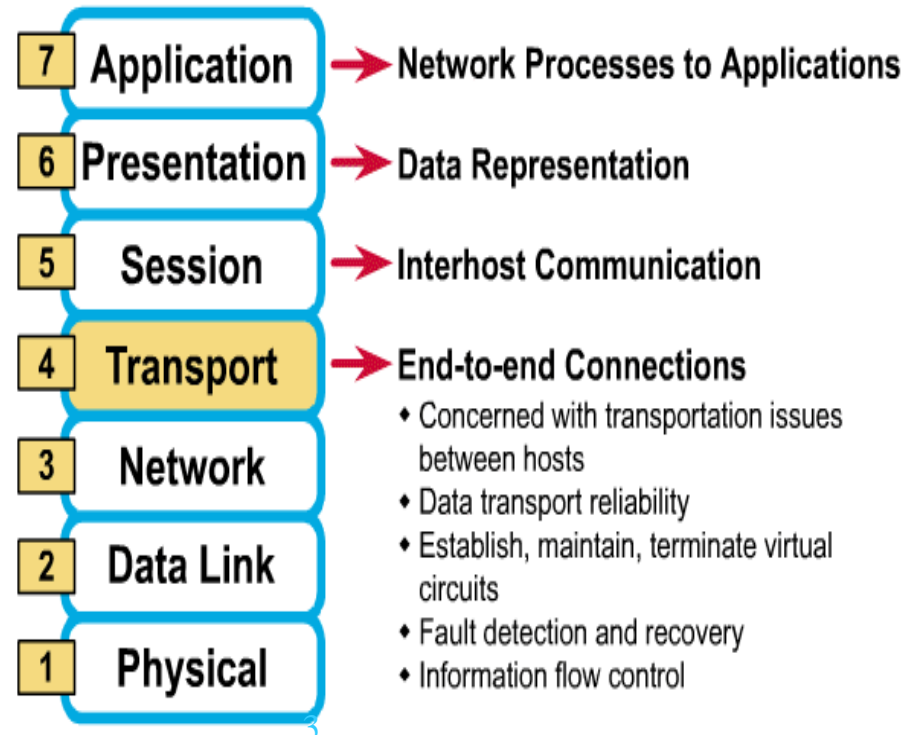 7 Application Network Processes to Applications
6 Presentation Data Representation
5 Session Interhost Communication
4 Transport End-to-end Connections
◆ Concerned with transportation issues
between hosts
3 Network
◆ Data transport reliability
◆ Establish, maintain, terminate virtual
circuits
2 Data Link
◆ Fault detection and recovery
1 Physical
◆ Information flow control
3